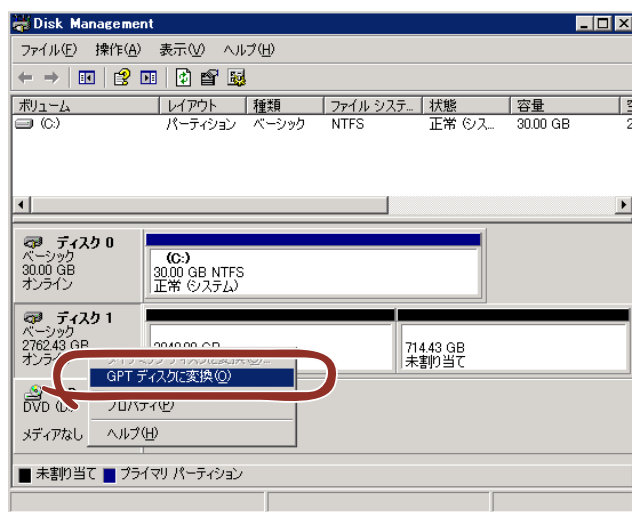 Disk Management
ファイル(F) 操作(A) 表示(V) ヘルプ(H)
ボリューム レイアウト 種類 ファイル システ... 状態 容量
(C:) パーティション ベーシック NTFS 正常 (シス... 30.00 GB 2
ディスク 0
ベーシック
30.00 GB
オンライン
(C:)
30.00 GB NTFS
正常 (システム)
ディスク 1
ベーシック
2762.43 GB
オンライン
714.43 GB
未割り当て
GPT ディスクに変換(O)
プロパティ(P)
ヘルプ(H)
DVD (D:
メディアなし
未割り当て プライマリ パーティション